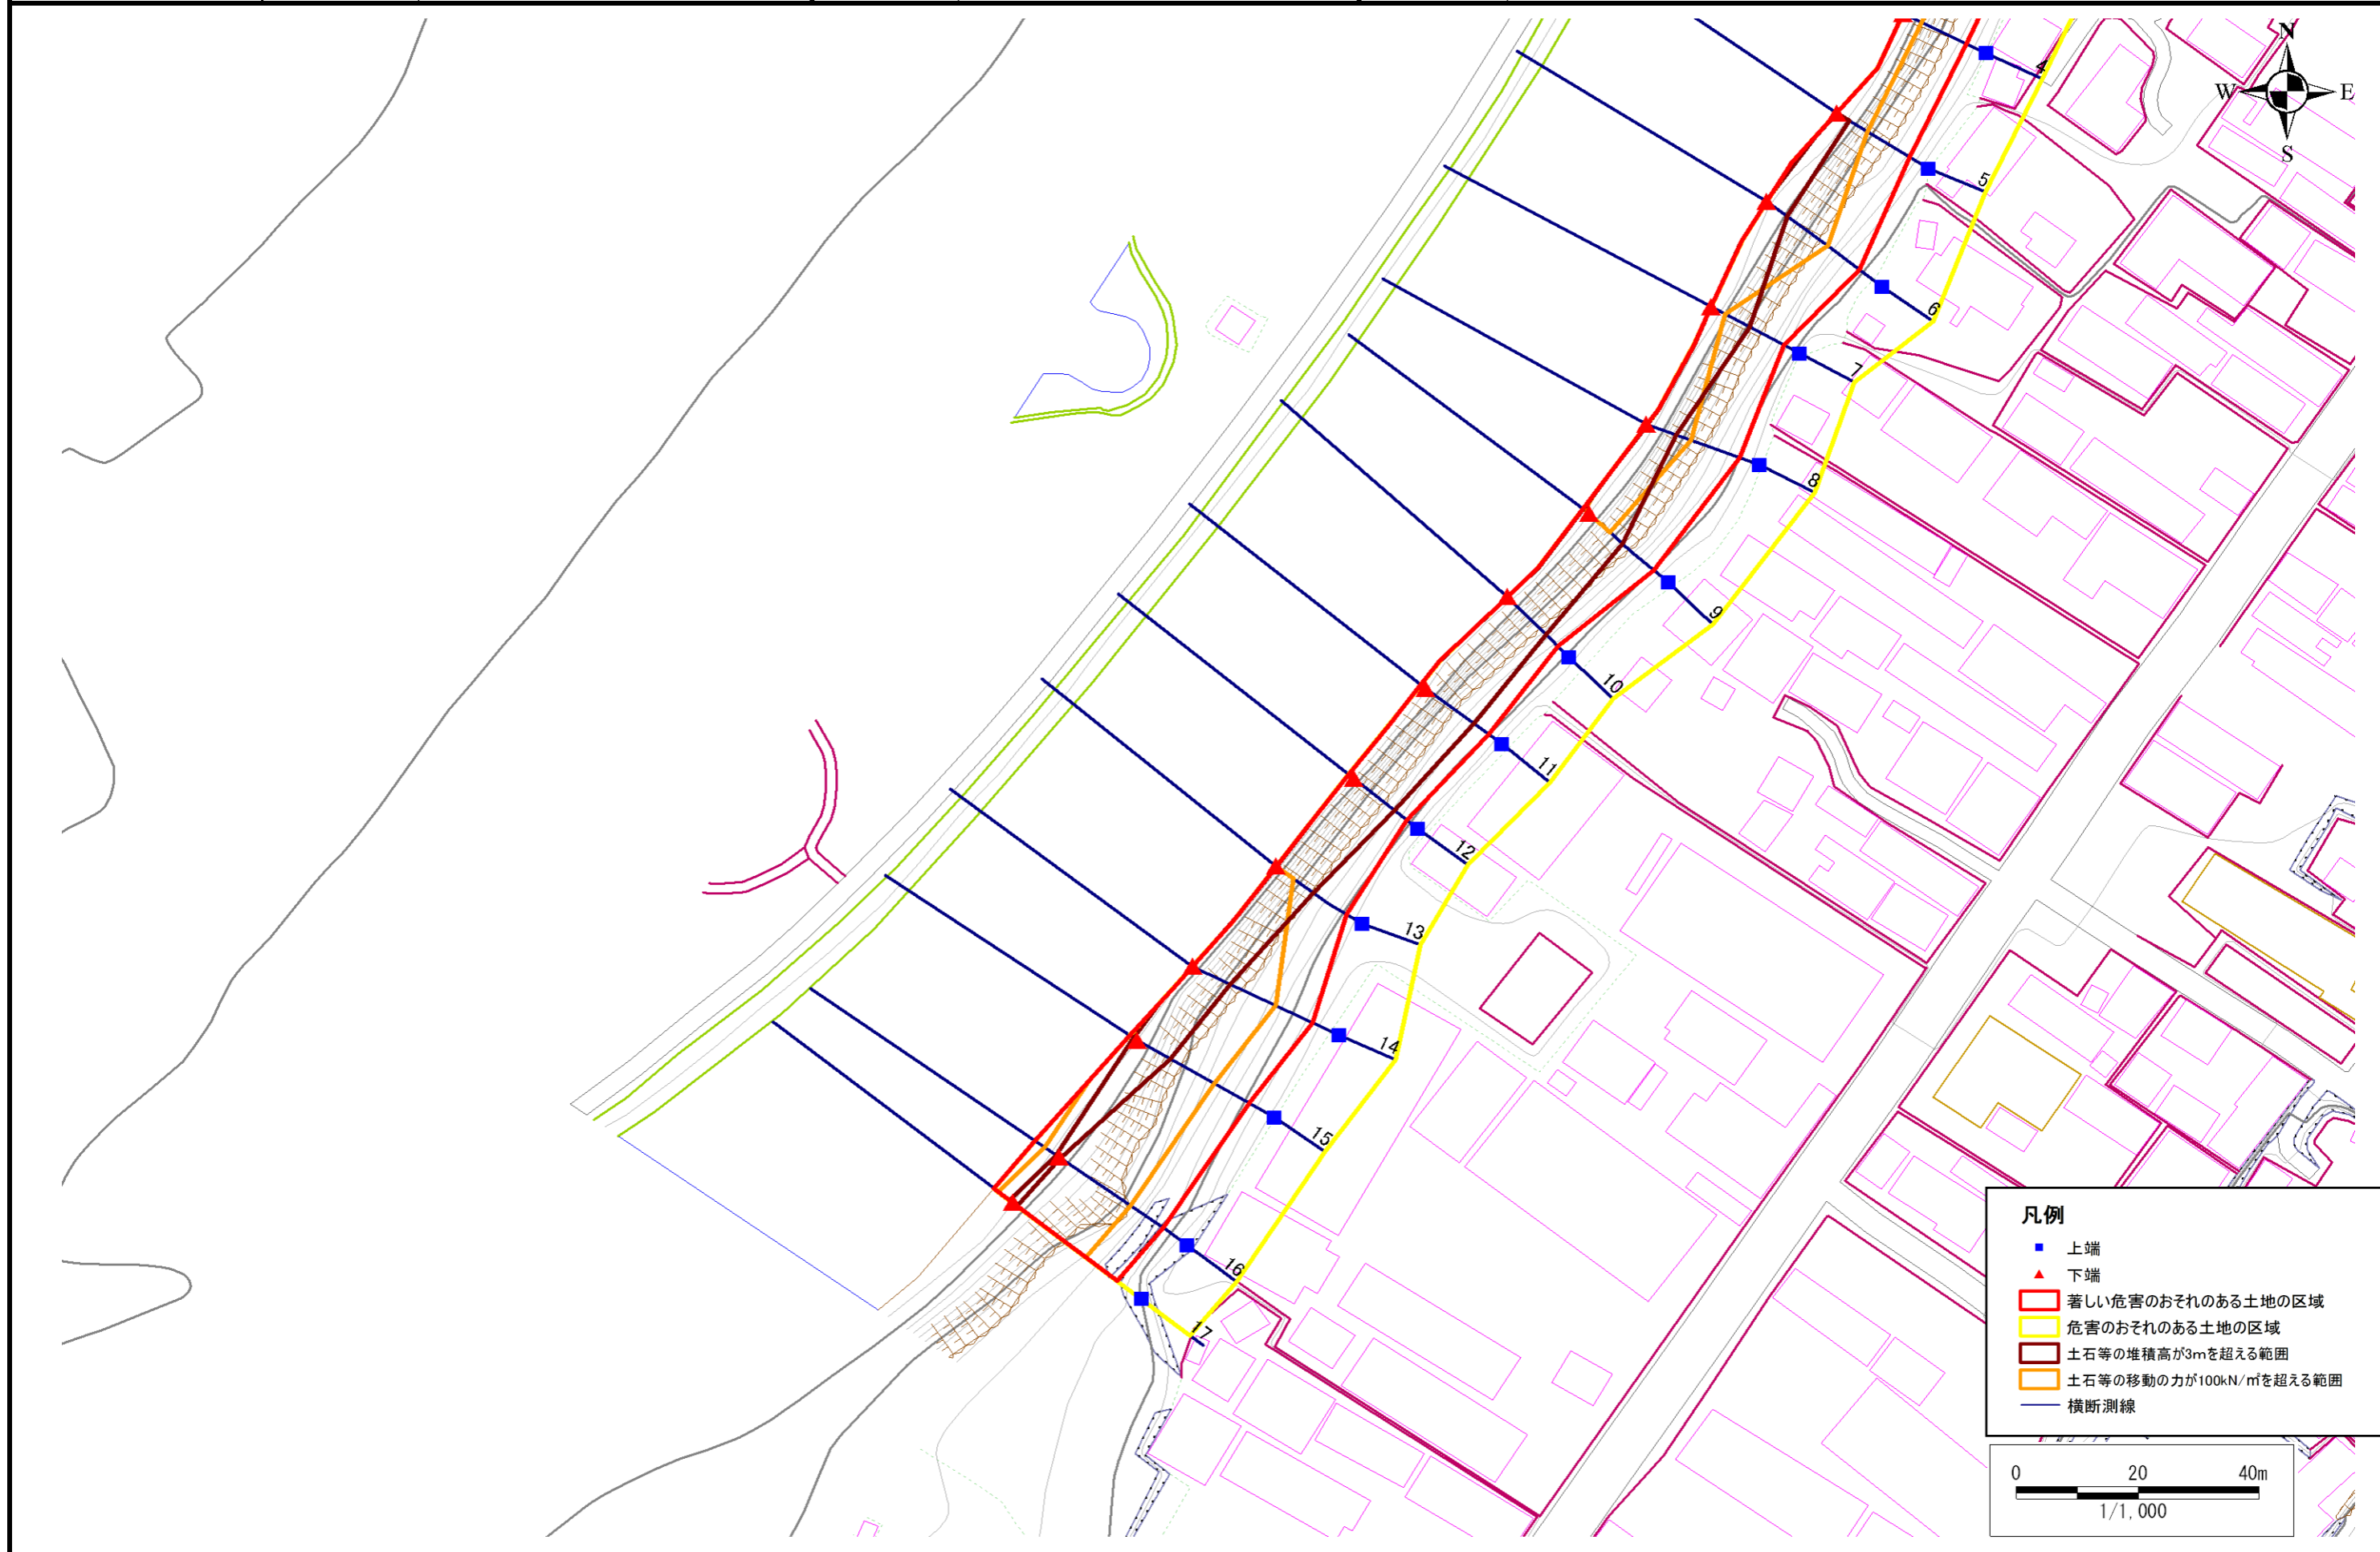 N
W
E
S
4
5
6
7
8
9
10
11
12
13
14
15
16
17
凡例
上端
下端
著しい危害のおそれのある土地の区域
危害のおそれのある土地の区域
土石等の堆積高が3mを超える範囲
土石等の移動の力が100kN/㎡を超える範囲
横断測線
0 20 40m
1/1,000